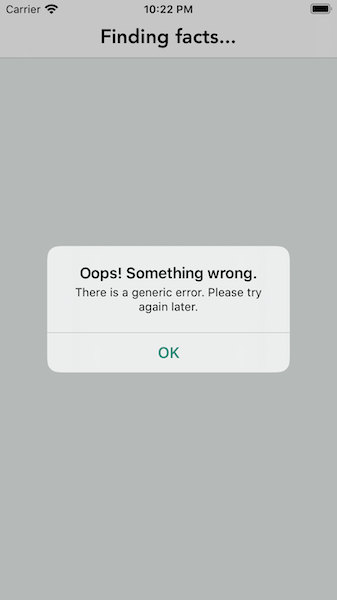 Carrier 10:22 PM
Finding facts...
Oops! Something wrong.
There is a generic error. Please try
again later.
OK